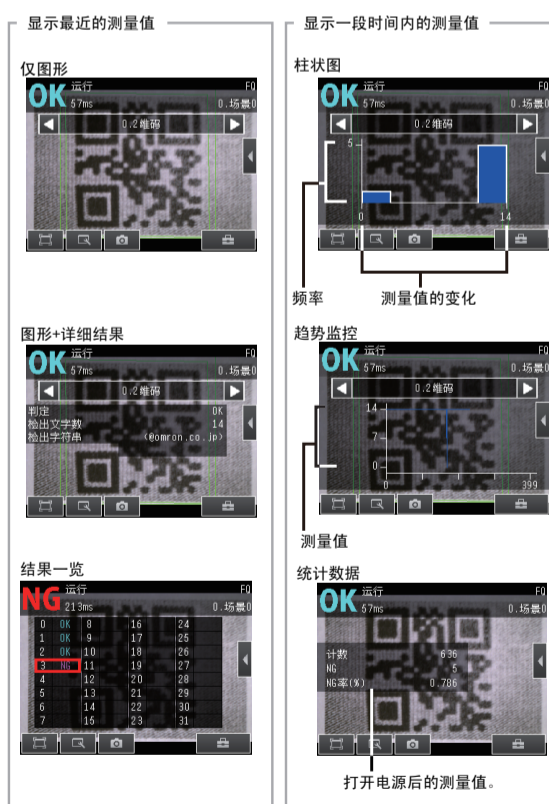 显示最近的测量值
仅图形
OK 运行 FQ
57ms 0.场景0
0.2维码
图形+详细结果
OK 运行 FQ
57ms 0.场景0
0.2维码
判定 OK
检出文字数 14
检出字符串 (@omron.co.jp)
结果一览
NG 运行 FQ
213ms 0.场景0
0 OK 8 16 24
1 OK 9 17 25
2 OK 10 18 26
3 NG 11 19 27
4 12 20 28
5 13 21 29
6 14 22 30
7 15 23 31
显示一段时间内的测量值
柱状图
OK 运行 FQ
57ms 0.场景0
0.2维码
5
0 14
频率 测量值的变化
趋势监控
OK 运行 FQ
57ms 0.场景0
0.2维码
14
7
0
0 399
测量值
统计数据
OK 运行 FQ
57ms 0.场景0
计数 636
NG 5
NG率(%) 0.786
打开电源后的测量值。